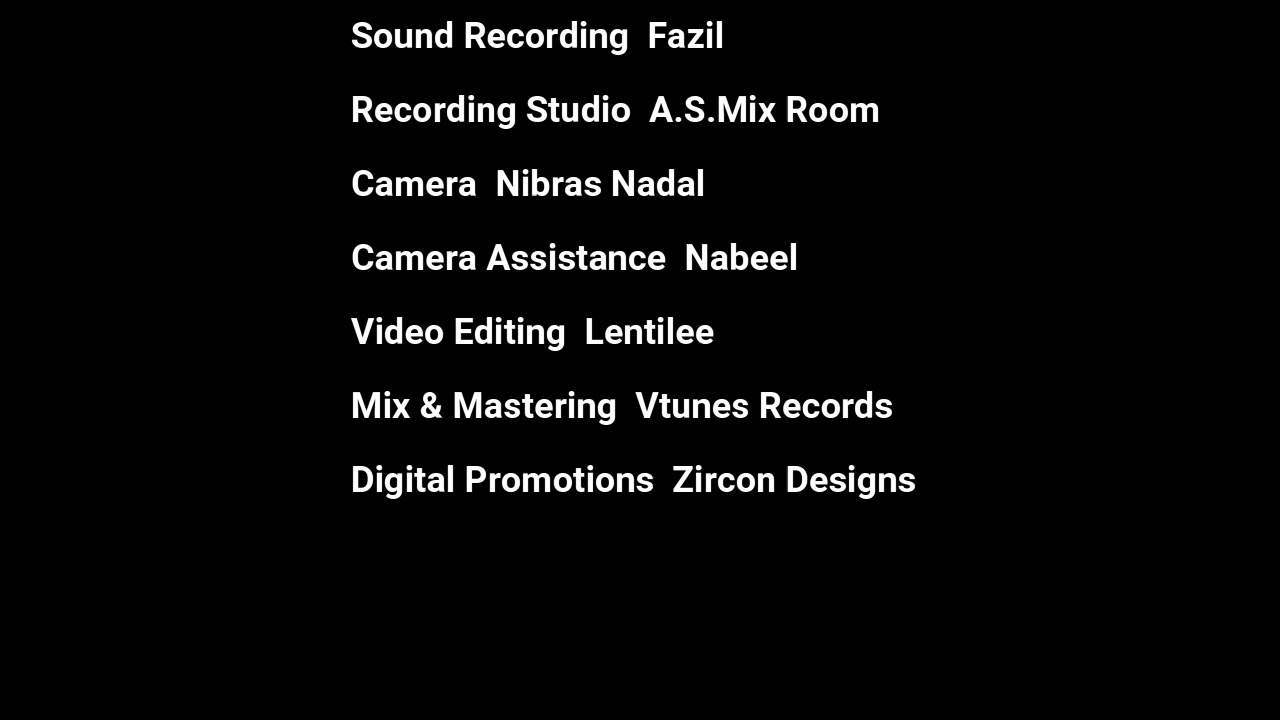 Sound Recording  Fazil
Recording Studio  A.S.Mix Room
Camera  Nibras Nadal
Camera Assistance  Nabeel
Video Editing  Lentilee
Mix & Mastering  Vtunes Records
Digital Promotions  Zircon Designs